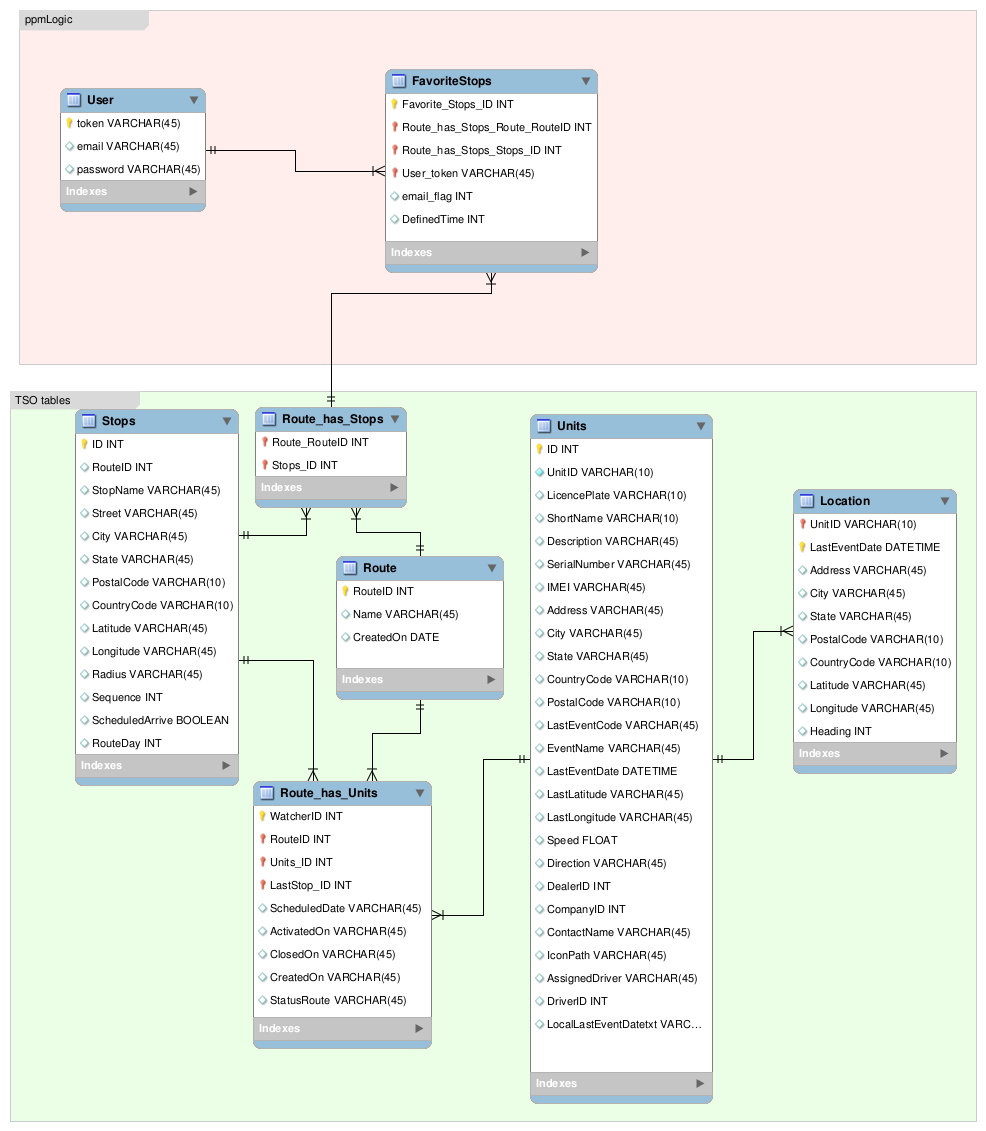 ppmLogic
User
token VARCHAR(45)
email VARCHAR(45)
password VARCHAR(45)
Indexes
FavoriteStops
Favorite_Stops_ID INT
Route_has_Stops_Route_RouteID INT
Route_has_Stops_Stops_ID INT
User_token VARCHAR(45)
email_flag INT
DefinedTime INT
Indexes
TSO tables
Stops
ID INT
RouteID INT
StopName VARCHAR(45)
Street VARCHAR(45)
City VARCHAR(45)
State VARCHAR(45)
PostalCode VARCHAR(10)
CountryCode VARCHAR(10)
Latitude VARCHAR(45)
Longitude VARCHAR(45)
Radius VARCHAR(45)
Sequence INT
ScheduledArrive BOOLEAN
RouteDay INT
Indexes
Route_has_Stops
Route_RouteID INT
Stops_ID INT
Indexes
Route
RouteID INT
Name VARCHAR(45)
CreatedOn DATE
Indexes
Route_has_Units
WatcherID INT
RouteID INT
Units_ID INT
LastStop_ID INT
ScheduledDate VARCHAR(45)
ActivatedOn VARCHAR(45)
ClosedOn VARCHAR(45)
CreatedOn VARCHAR(45)
StatusRoute VARCHAR(45)
Indexes
Units
ID INT
UnitID VARCHAR(10)
LicencePlate VARCHAR(10)
ShortName VARCHAR(10)
Description VARCHAR(45)
SerialNumber VARCHAR(45)
IMEI VARCHAR(45)
Address VARCHAR(45)
City VARCHAR(45)
State VARCHAR(45)
CountryCode VARCHAR(10)
PostalCode VARCHAR(10)
LastEventCode VARCHAR(45)
EventName VARCHAR(45)
LastEventDate DATETIME
LastLatitude VARCHAR(45)
LastLongitude VARCHAR(45)
Speed FLOAT
Direction VARCHAR(45)
DealerID INT
CompanyID INT
ContactName VARCHAR(45)
IconPath VARCHAR(45)
AssignedDriver VARCHAR(45)
DriverID INT
LocalLastEventDatetxt VARC...
Indexes
Location
UnitID VARCHAR(10)
LastEventDate DATETIME
Address VARCHAR(45)
City VARCHAR(45)
State VARCHAR(45)
PostalCode VARCHAR(10)
CountryCode VARCHAR(10)
Latitude VARCHAR(45)
Longitude VARCHAR(45)
Heading INT
Indexes